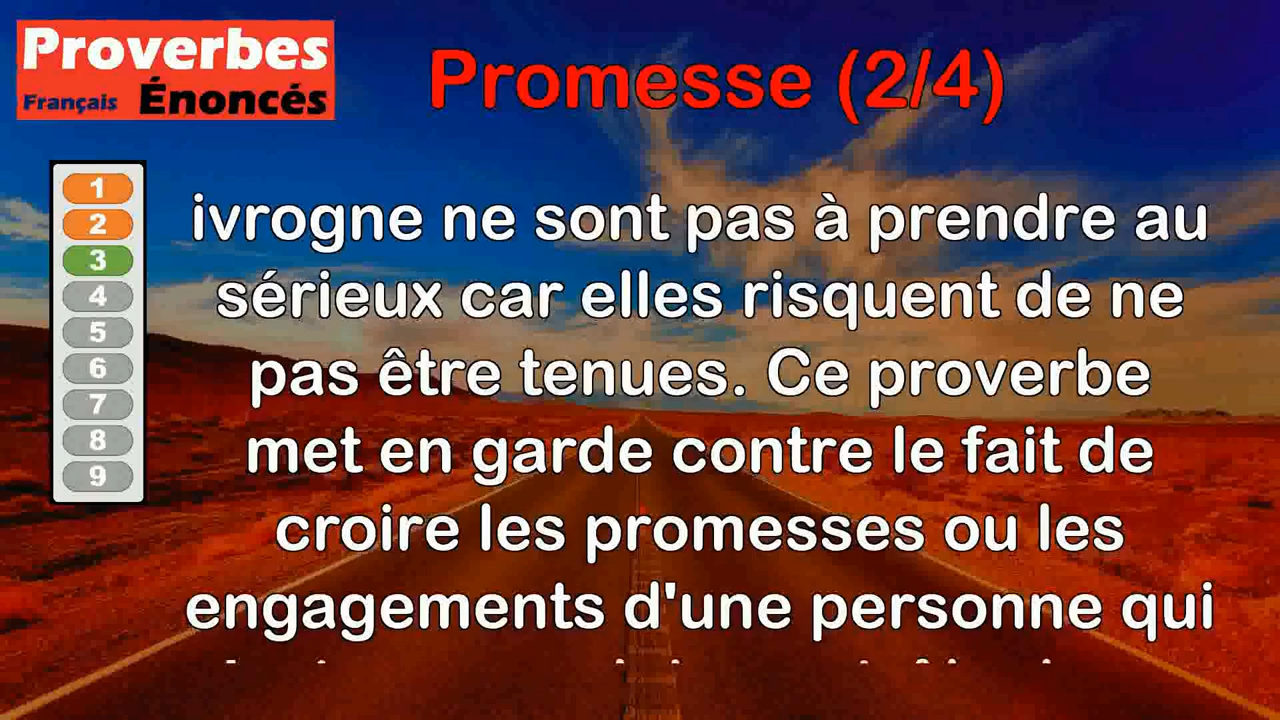 Proverbes
Français Énoncés
Promesse (2/4)
1
2
3
4
5
6
7
8
9
ivrogne ne sont pas à prendre au
sérieux car elles risquent de ne
pas être tenues. Ce proverbe
met en garde contre le fait de
croire les promesses ou les
engagements d'une personne qui